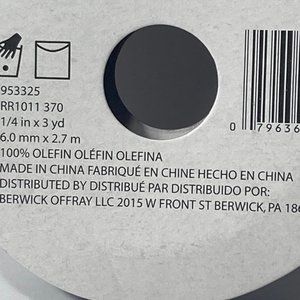 953325
RR1011 370
1/4 in x 3 yd
6.0 mm x 2.7 m
100% OLEFIN OLÉFIN OLEFINA
MADE IN CHINA FABRIQUÉ EN CHINE HECHO EN CHINA
DISTRIBUTED BY DISTRIBUÉ PAR DISTRIBUIDO POR:
BERWICK OFFRAY LLC 2015 W FRONT ST BERWICK, PA 186
0 79636